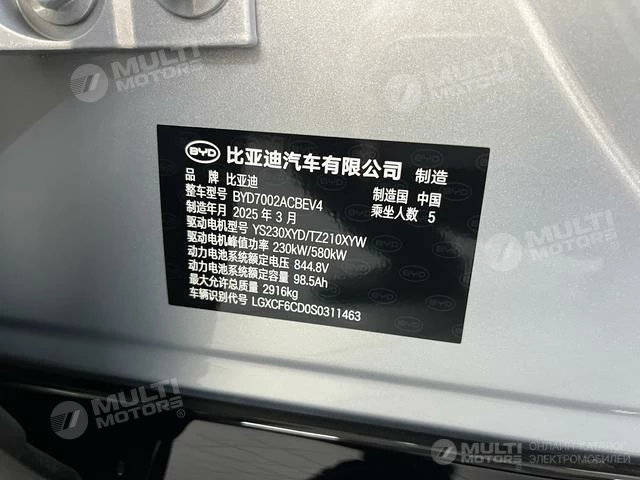 MULTI
MOTORS
MULTI
MOTORS
BYD 比亚迪汽车有限公司 制造
品 牌 比亚迪 制造国 中国
整车型号 BYD7002ACBEV4 乘坐人数 5
制造年月 2025 年 3 月
驱动电机型号 YS230XYD/TZ210XYW
驱动电机峰值功率 230kW/580kW
动力电池系统额定电压 844.8V
动力电池系统额定容量 98.5Ah
最大允许总质量 2916kg
车辆识别代号 LGXCF6CD0S0311463
MULTI
MOTORS
MULTI
MOTORS
ОНЛАЙН-КАТАЛОГ
ЭЛЕКТРОМОБИЛЕЙ